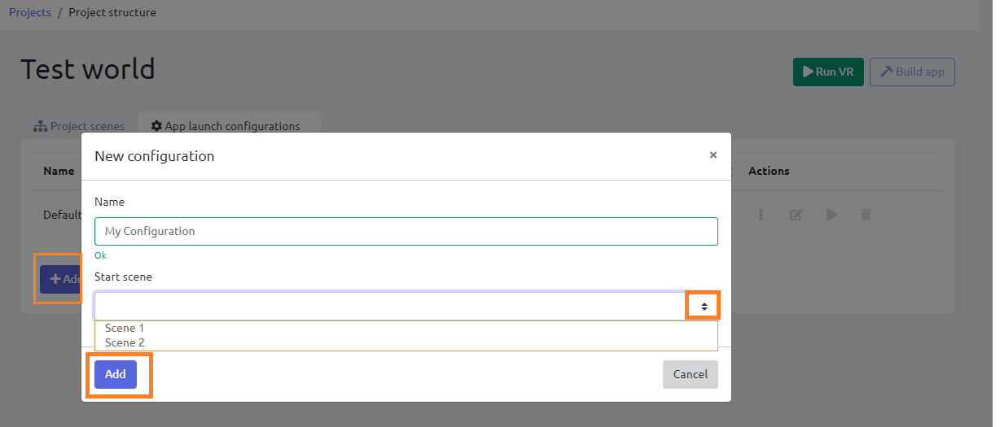 Projects / Project structure
Test world
Run VR
Build app
Project scenes
App launch configurations
New configuration
×
Name
Actions
Name
Default
My Configuration
Ok
Add
Start scene
Scene 1
Scene 2
Add
Cancel